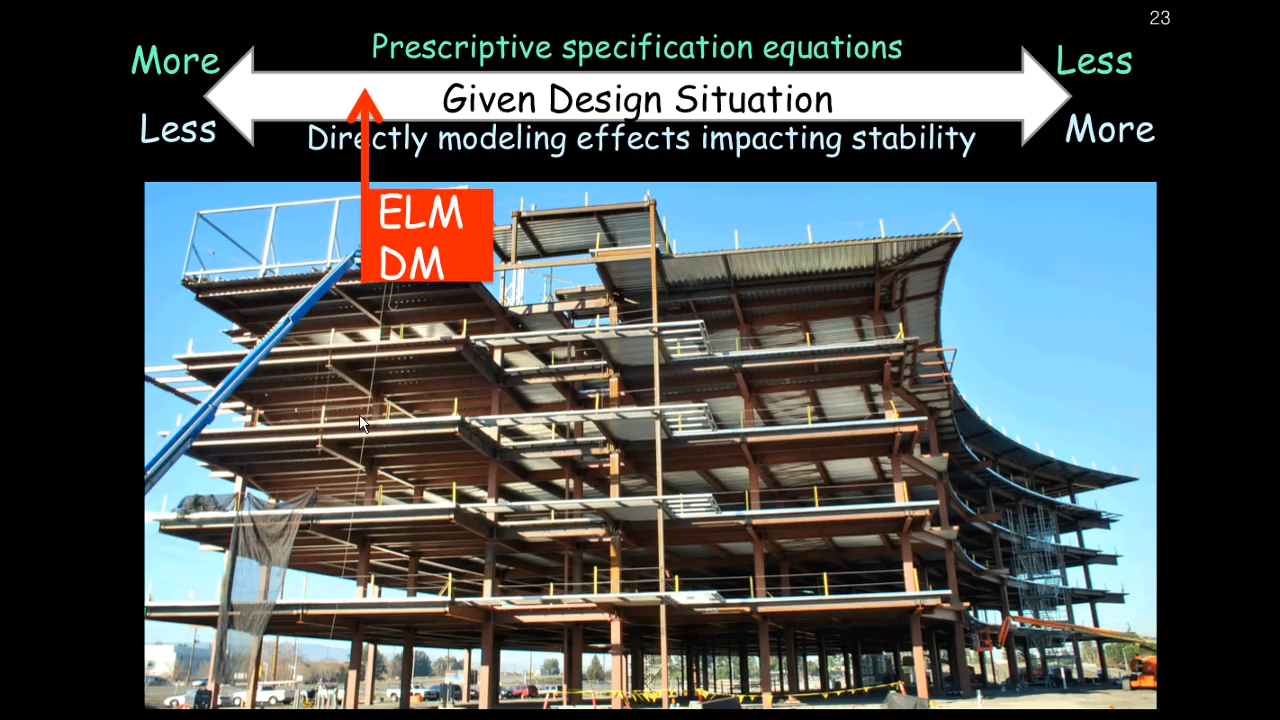 23
Prescriptive specification equations
More
Less
Given Design Situation
Less
More
Directly modeling effects impacting stability
ELM
DM